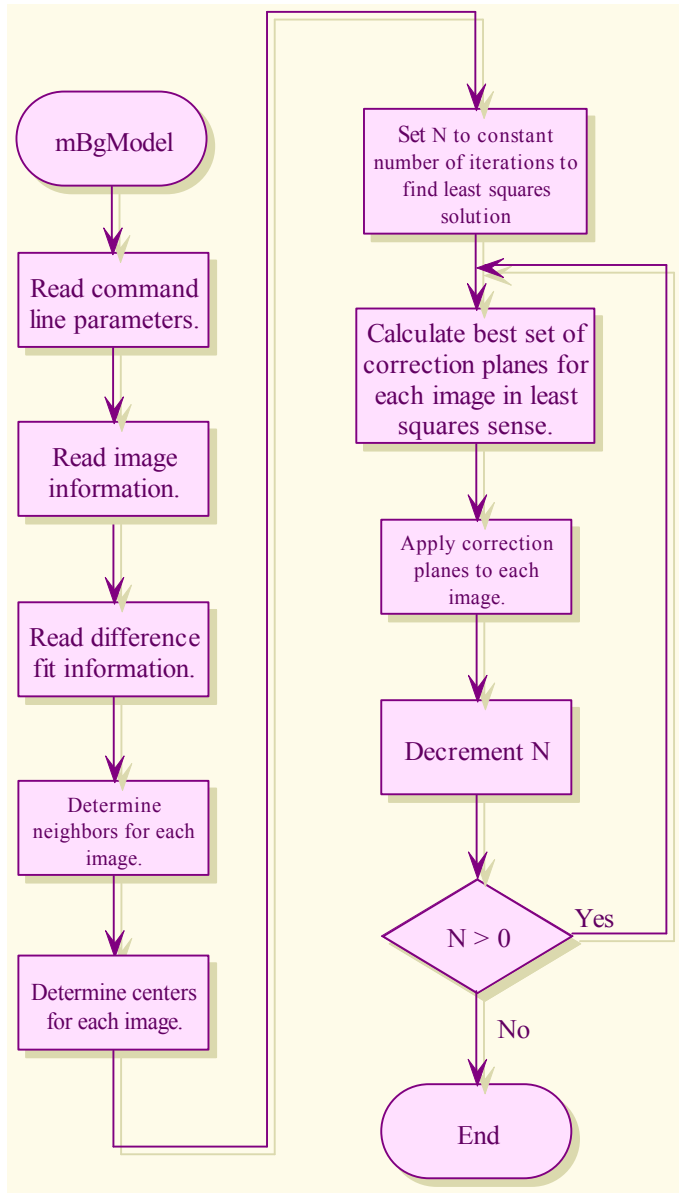 mBgModel
Read command
line parameters.
Read image
information.
Read difference
fit information.
Determine
neighbors for each
image.
Determine centers
for each image.
Set N to constant
number of iterations to
find least squares
solution
Calculate best set of
correction planes for
each image in least
squares sense.
Apply correction
planes to each
image.
Decrement N
N > 0
Yes
No
End